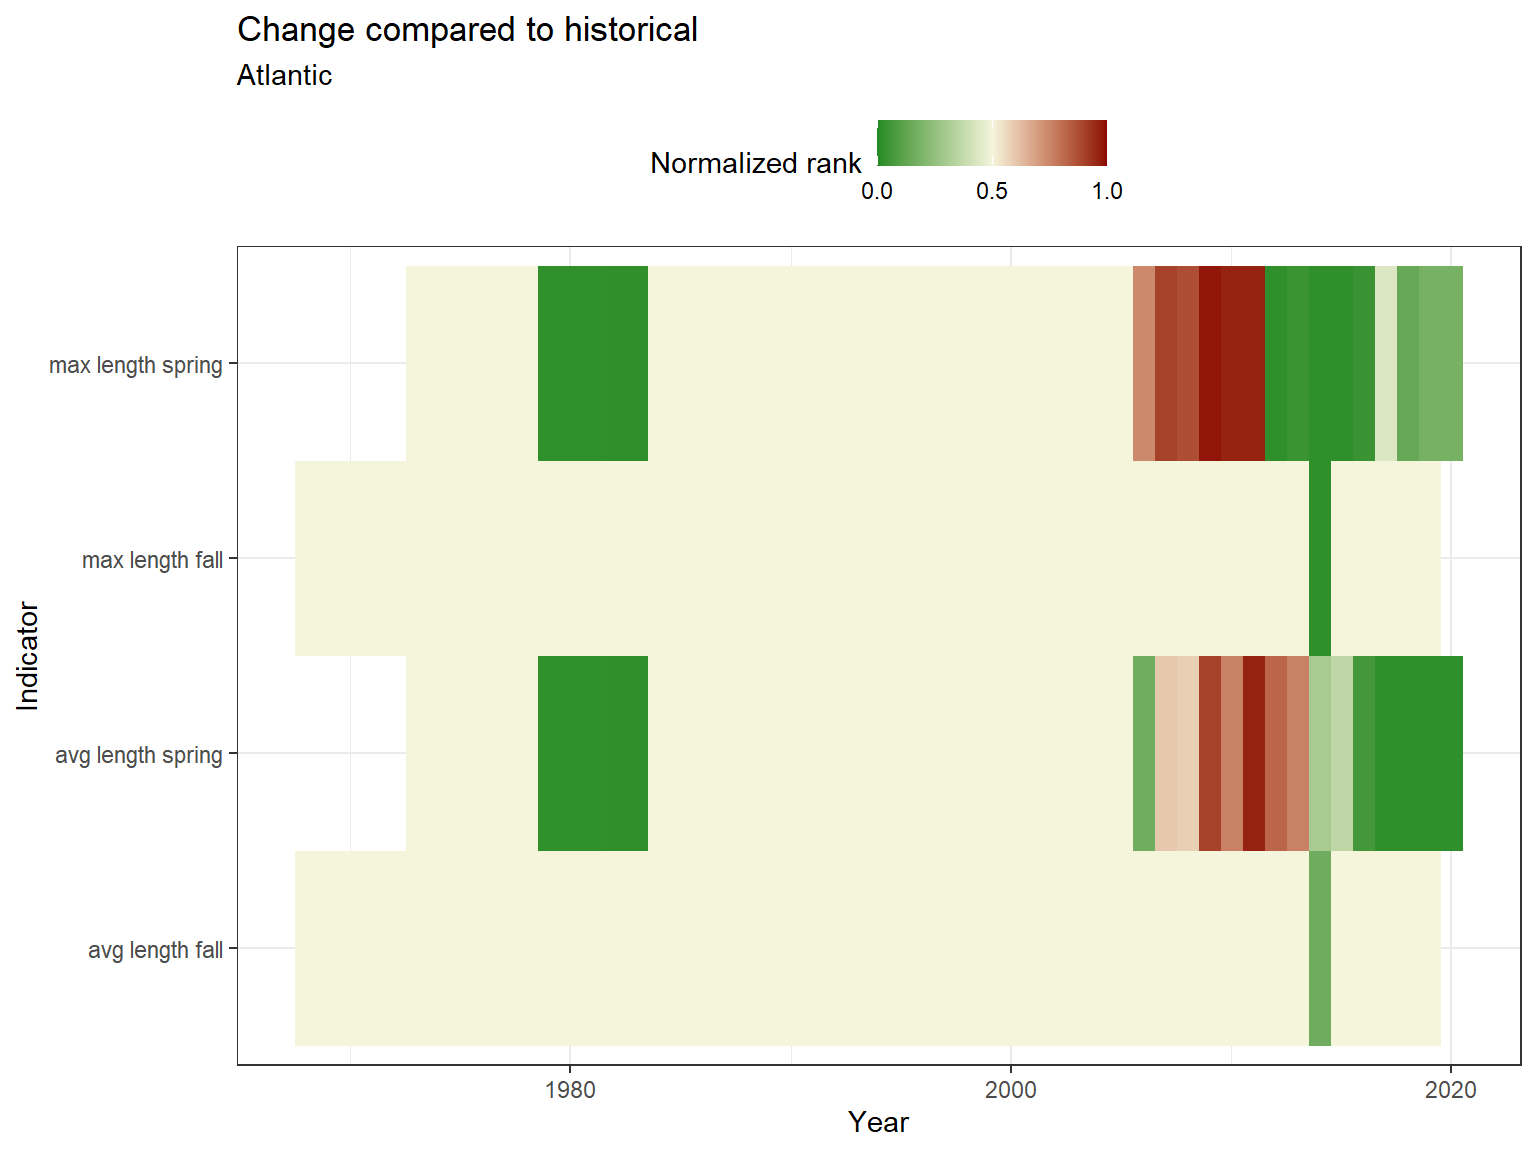 Change compared to historical
Atlantic
Normalized rank
0.0 0.5 1.0
max length spring
max length fall
avg length spring
avg length fall
Indicator
1980 2000 2020
Year